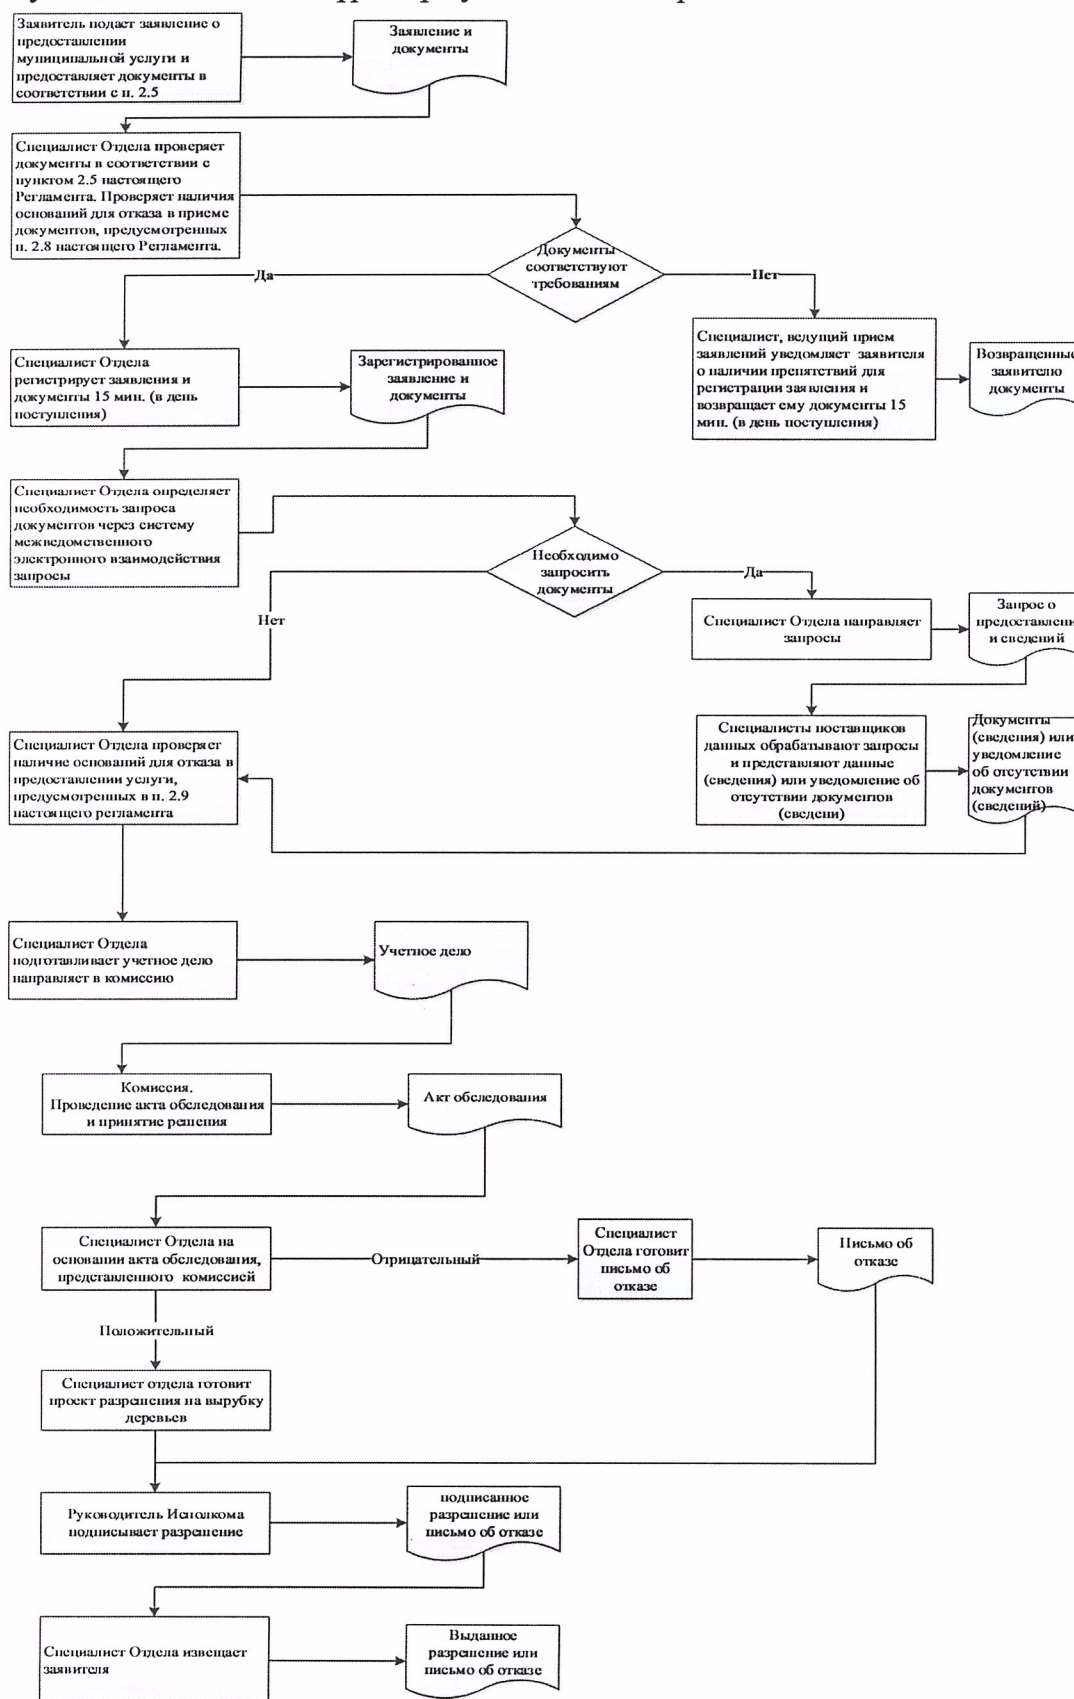 Заявитель подает заявление о
предоставлении
муниципальной услуги и
предоставляет документы в
соответствии с п. 2.5
Заявление и
документы
Специалист Отдела проверяет
документы в соответствии с
пунктом 2.5 настоящего
Регламента. Проверяет наличия
оснований для отказа в приеме
документов, предусмотренных
п. 2.8 настоящего Регламента.
Документы
соответствуют
требованиям
Да
Нет
Специалист Отдела
регистрирует заявления и
документы 15 мин. (в день
поступления)
Зарегистрированное
заявление и
документы
Специалист, ведущий прием
заявлений уведомляет заявителя
о наличии препятствий для
регистрации заявления и
возвращает ему документы 15
мин. (в день поступления)
Возвращенные
заявителю
документы
Специалист Отдела определяет
необходимость запроса
документов через систему
межведомственного
электронного взаимодействия
запросы
Необходимо
запросить
документы
Да
Нет
Специалист Отдела направляет
запросы
Запрос о
предоставлени
и сведений
Специалисты поставщиков
данных обрабатывают запросы
и представляют данные
(сведения) или уведомление об
отсутствии документов
(сведени)
Документы
(сведения) или
уведомление
об отсутствии
документов
(сведений)
Специалист Отдела проверяет
наличие оснований для отказа в
предоставлении услуги,
предусмотренных в п. 2.9
настоящего регламента
Специалист Отдела
подготавливает учетное дело
направляет в комиссию
Учетное дело
Комиссия.
Проведение акта обследования
и принятие решения
Акт обследования
Специалист Отдела на
основании акта обследования,
представленного комиссией
Отрицательный
Специалист
Отдела готовит
письмо об
отказе
Письмо об
отказе
Положительный
Специалист отдела готовит
проект разрешения на вырубку
деревьев
Руководитель Исполкома
подписывает разрешение
подписанное
разрешение или
письмо об отказе
Специалист Отдела извещает
заявителя
Выданное
разрешение или
письмо об отказе